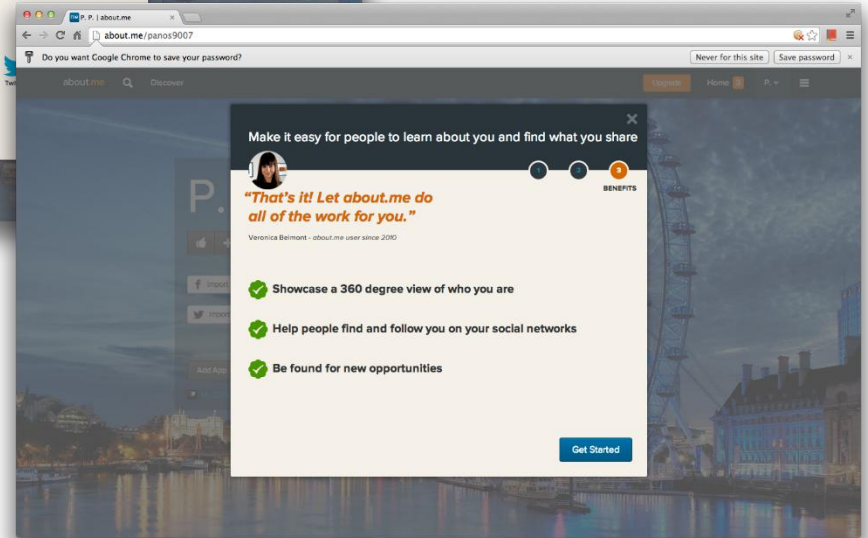 P. P. | about.me
about.me/panos9007
Do you want Google Chrome to save your password?
Never for this site
Save password
about.me
Discover
Upgrade
Home
P.
Make it easy for people to learn about you and find what you share
1
2
3
BENEFITS
“That’s it! Let about.me do
all of the work for you.”
Veronica Belmont - about.me user since 2010
P.
Import
Import
Add App
Showcase a 360 degree view of who you are
Help people find and follow you on your social networks
Be found for new opportunities
Get Started